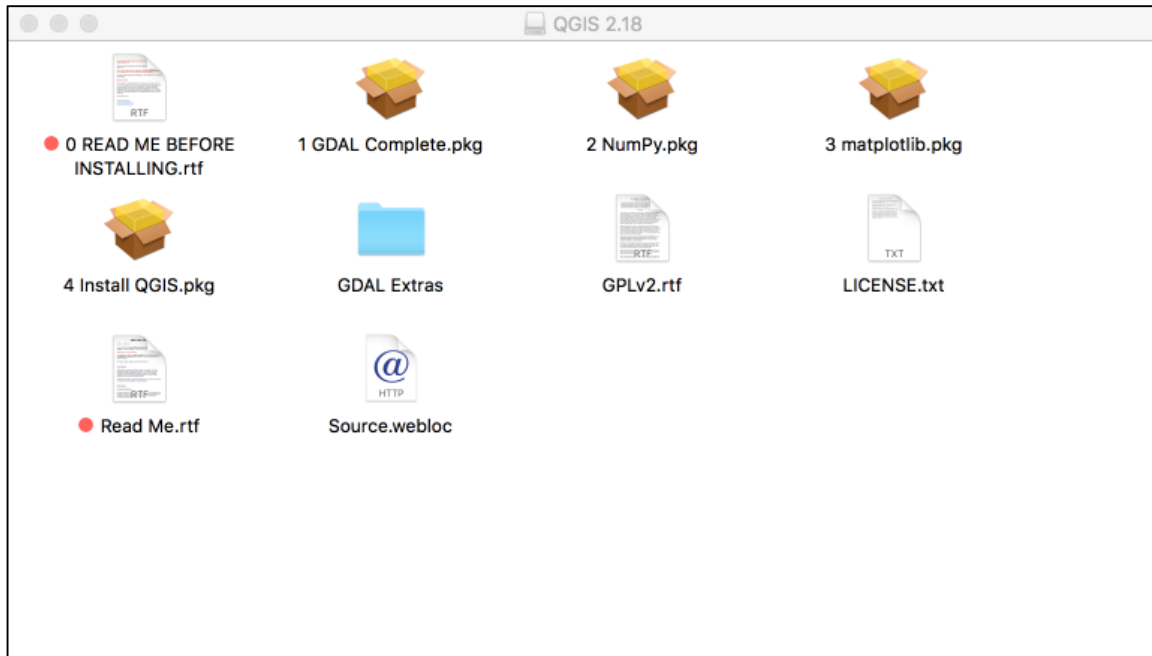 QGIS 2.18
RTF
0 READ ME BEFORE
INSTALLING.rtf
1 GDAL Complete.pkg
2 NumPy.pkg
3 matplotlib.pkg
4 Install QGIS.pkg
GDAL Extras
RTF
GPLv2.rtf
TXT
LICENSE.txt
RTF
Read Me.rtf
@
HTTP
Source.webloc